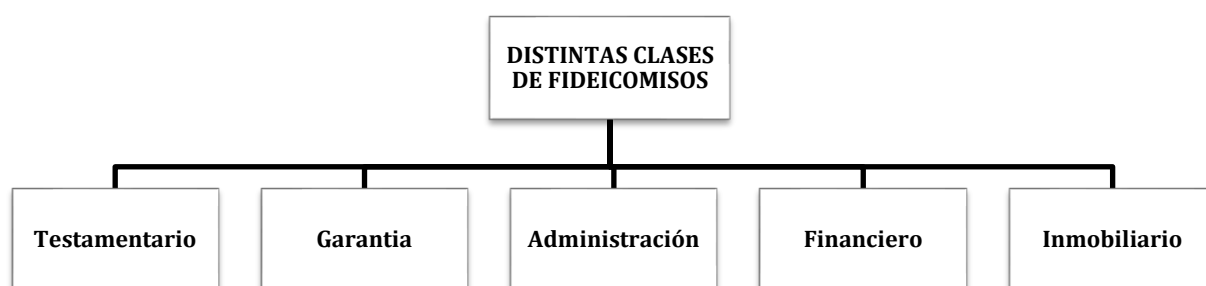 DISTINTAS CLASES
DE FIDEICOMISOS
Testamentario
Garantia
Administración
Financiero
Inmobiliario